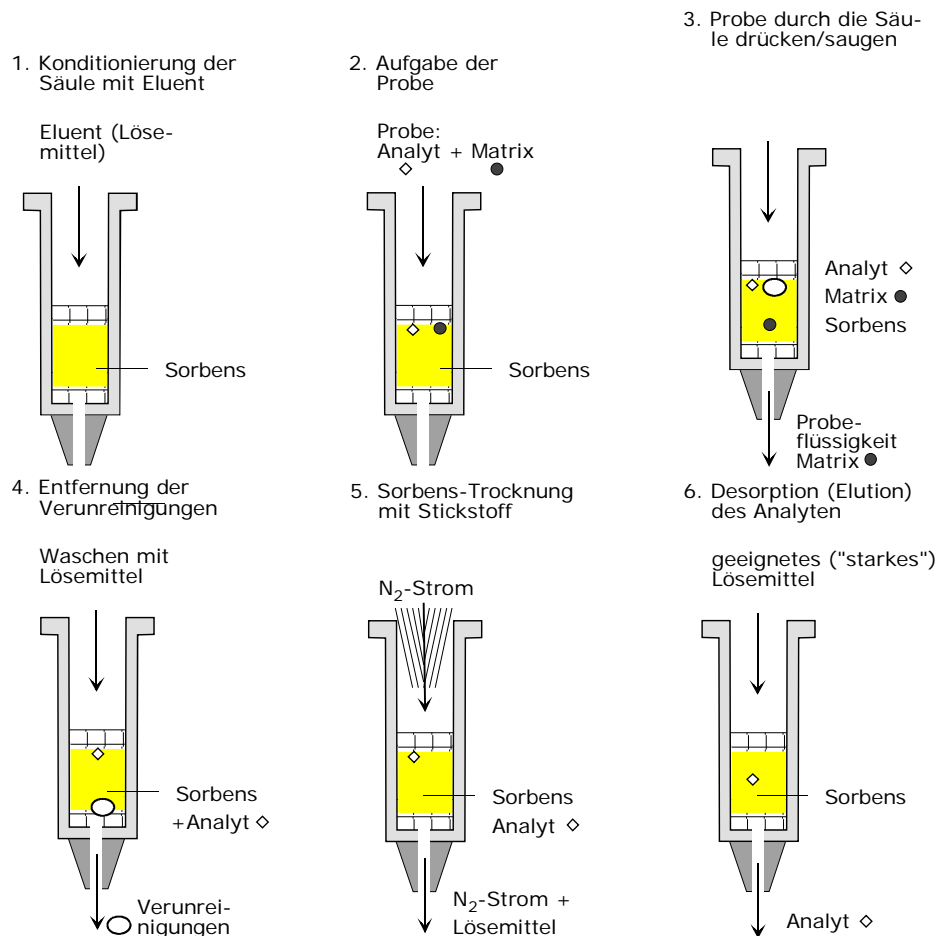 1. Konditionierung der
Säule mit Eluent
Eluent (Löse-
mittel)
Sorbens
2. Aufgabe der
Probe
Probe:
Analyt + Matrix
Sorbens
3. Probe durch die Säu-
le drücken/saugen
Analyt
Matrix
Sorbens
Probe-
flüssigkeit
Matrix
4. Entfernung der
Verunreinigungen
Waschen mit
Lösemittel
Sorbens
+Analyt
Verunrei-
nigungen
5. Sorbens-Trocknung
mit Stickstoff
N₂-Strom
Sorbens
Analyt
N₂-Strom +
Lösemittel
6. Desorption (Elution)
des Analyten
geeignetes ("starkes")
Lösemittel
Sorbens
Analyt